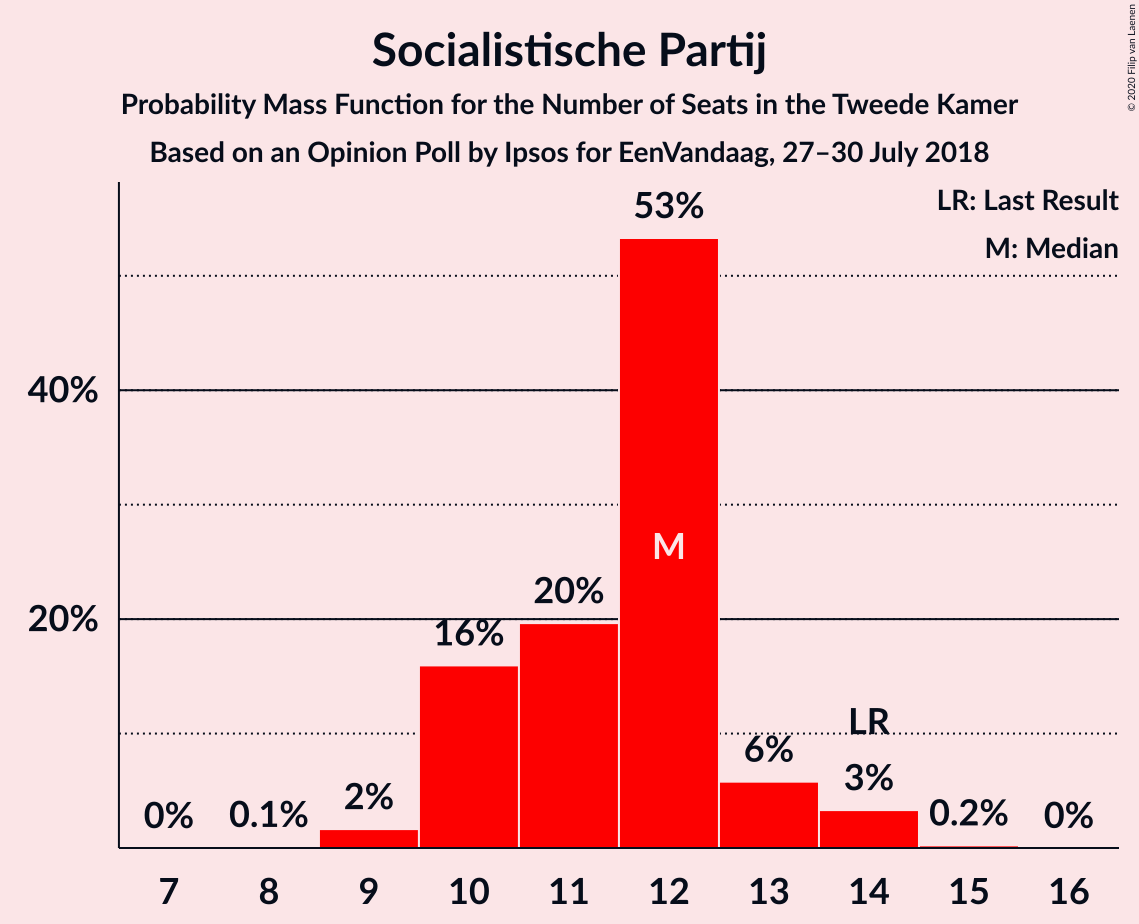 Socialistische Partij
Probability Mass Function for the Number of Seats in the Tweede Kamer
Based on an Opinion Poll by Ipsos for EenVandaag, 27–30 July 2018
© 2020 Filip van Laenen
LR: Last Result
M: Median
53%
40%
M
20%
20%
16%
LR
6%
3%
2%
0%
0.1%
0.2%
0%
7 8 9 10 11 12 13 14 15 16